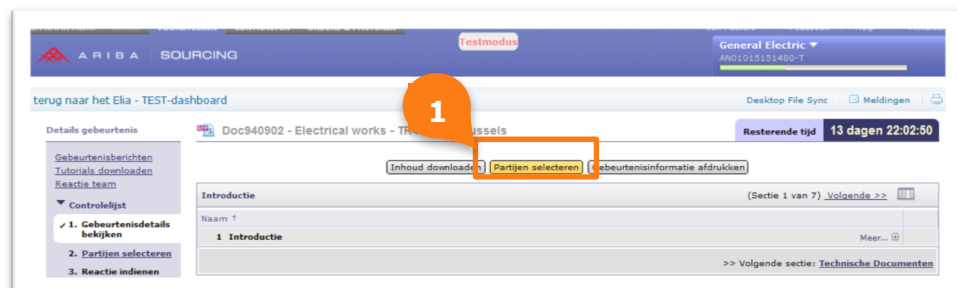 Testmodus
ARIBA SOURCING
General Electric ▼
AN01015151480-T
terug naar het Elia - TEST-dashboard
Desktop File Sync
Meldingen
1
Details gebeurtenis
Doc940902 - Electrical works -
Resterende tijd 13 dagen 22:02:50
Gebeurtenisberichten
Tutorials downloaden
Reactie team
Inhoud downloaden Partijen selecteren Gebeurtenisinformatie afdrukken
▼ Controlelijst
Introductie (Sectie 1 van 7) Volgende >>
✓ 1. Gebeurtenisdetails bekijken
Naam ↑
1 Introductie Meer...
2. Partijen selecteren
3. Reactie indienen
>> Volgende sectie: Technische Documenten